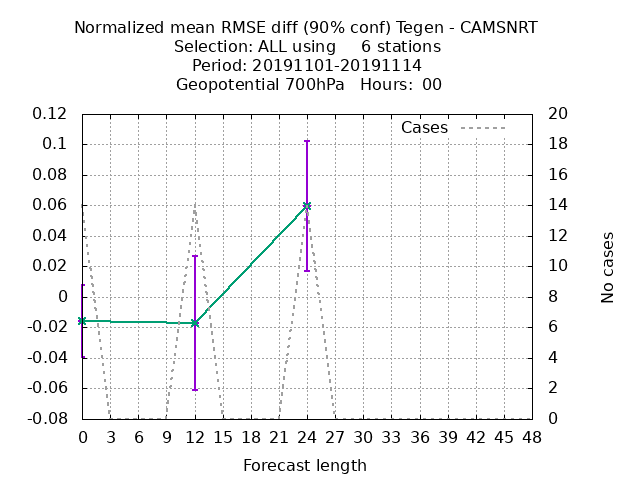 Normalized mean RMSE diff (90% conf) Tegen - CAMSNRT
Selection: ALL using     6 stations
Period: 20191101-20191114
Geopotential 700hPa   Hours:  00
Cases
0.12
0.1
0.08
0.06
0.04
0.02
0
-0.02
-0.04
-0.06
-0.08
20
18
16
14
12
10
8
6
4
2
0
No cases
0 3 6 9 12 15 18 21 24 27 30 33 36 39 42 45 48
Forecast length